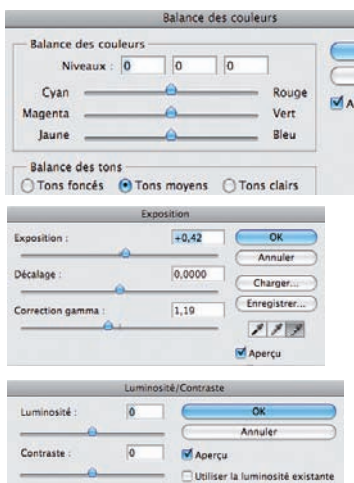 Balance des couleurs
Balance des couleurs
Niveaux : 0 0 0
Cyan Rouge
Magenta Vert
Jaune Bleu
Balance des tons
Tons foncés Tons moyens Tons clairs
Exposition
Exposition : +0,42 OK
Annuler
Décalage : 0,0000
Charger...
Correction gamma : 1,19 Enregistrer...
Aperçu
Luminosité/Contraste
Luminosité : 0 OK
Annuler
Contraste : 0 Aperçu
Utiliser la luminosité existante